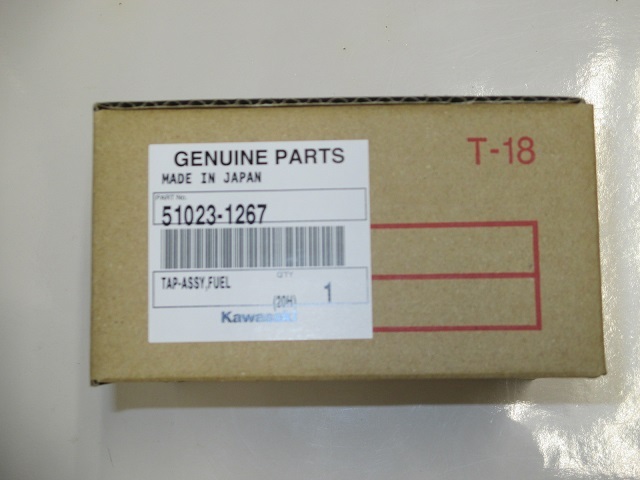 T-18
GENUINE PARTS
MADE IN JAPAN
PART No.
51023-1267
TAP-ASSY,FUEL
QTY
(20H) 1
Kawasaki